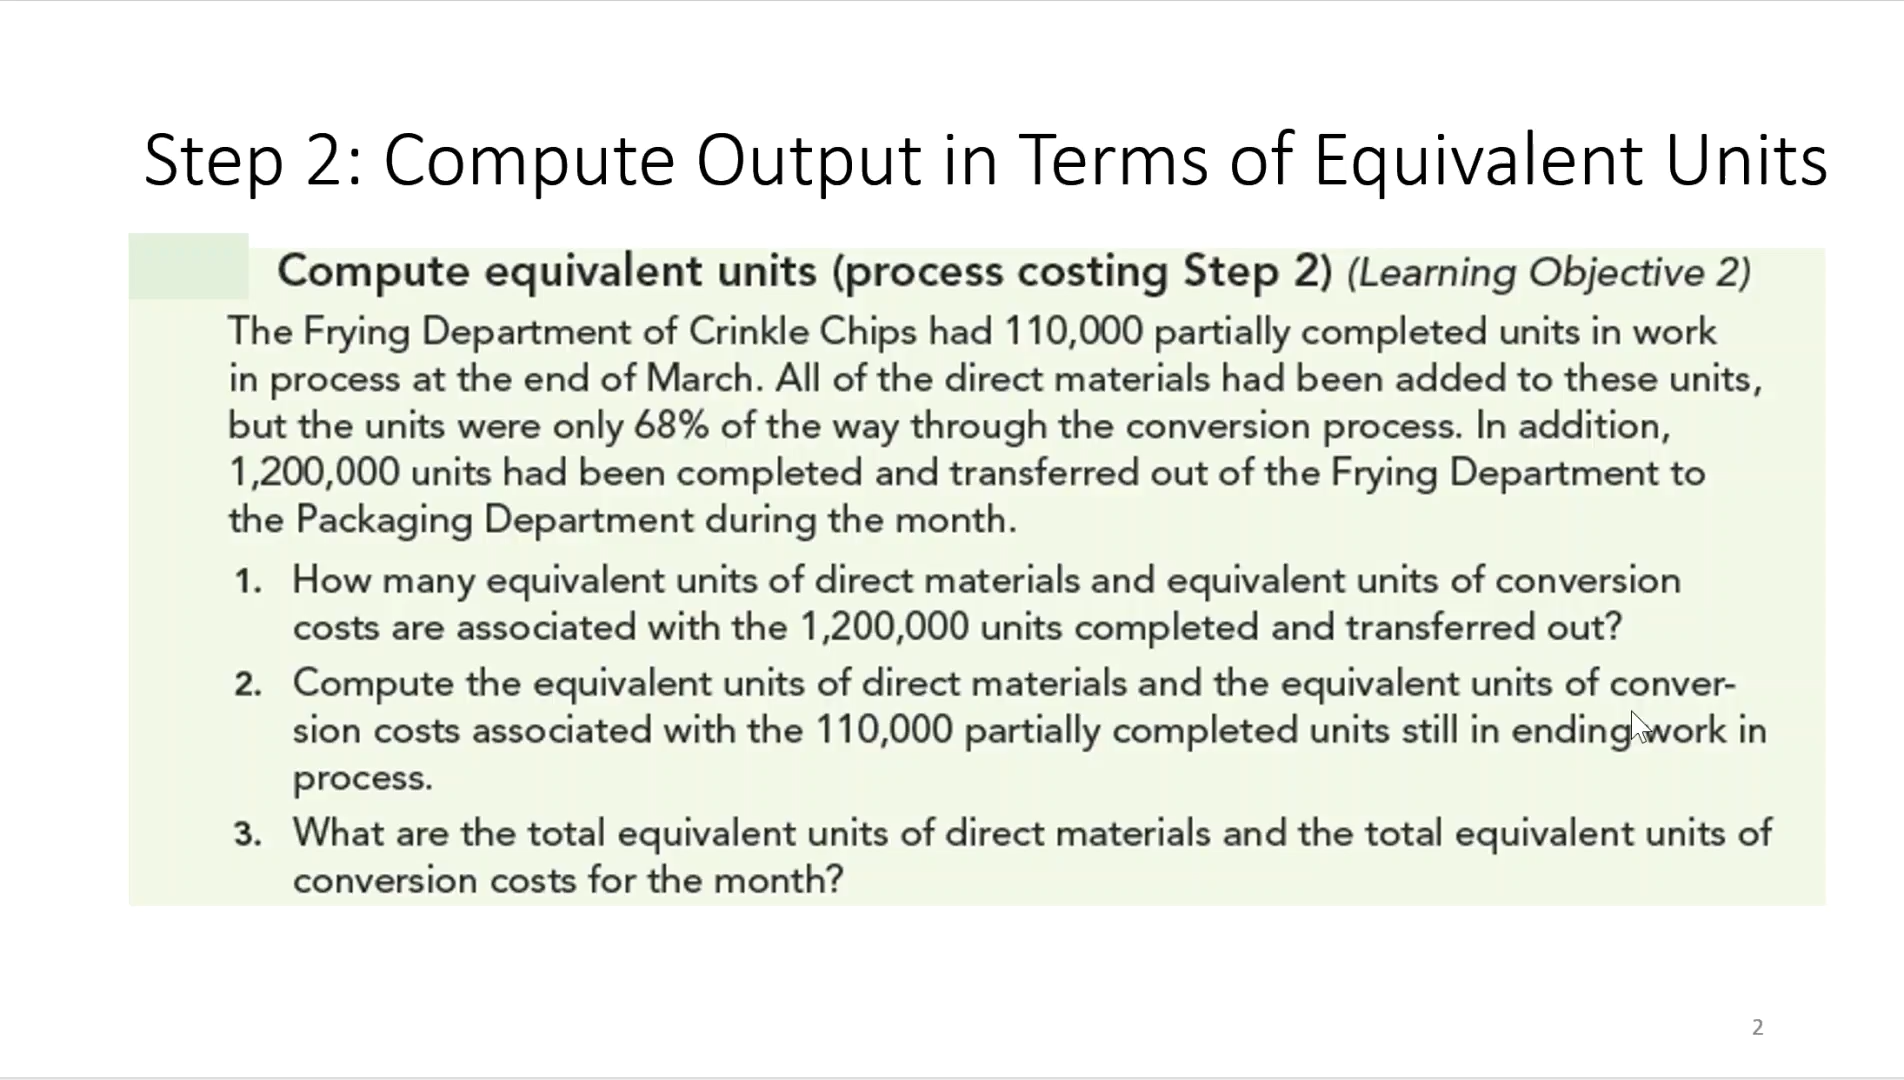 Step 2: Compute Output in Terms of Equivalent Units
Compute equivalent units (process costing Step 2) (Learning Objective 2)
The Frying Department of Crinkle Chips had 110,000 partially completed units in work
in process at the end of March. All of the direct materials had been added to these units,
but the units were only 68% of the way through the conversion process. In addition,
1,200,000 units had been completed and transferred out of the Frying Department to
the Packaging Department during the month.
1. How many equivalent units of direct materials and equivalent units of conversion
costs are associated with the 1,200,000 units completed and transferred out?
2. Compute the equivalent units of direct materials and the equivalent units of conver-
sion costs associated with the 110,000 partially completed units still in ending work in
process.
3. What are the total equivalent units of direct materials and the total equivalent units of
conversion costs for the month?
2